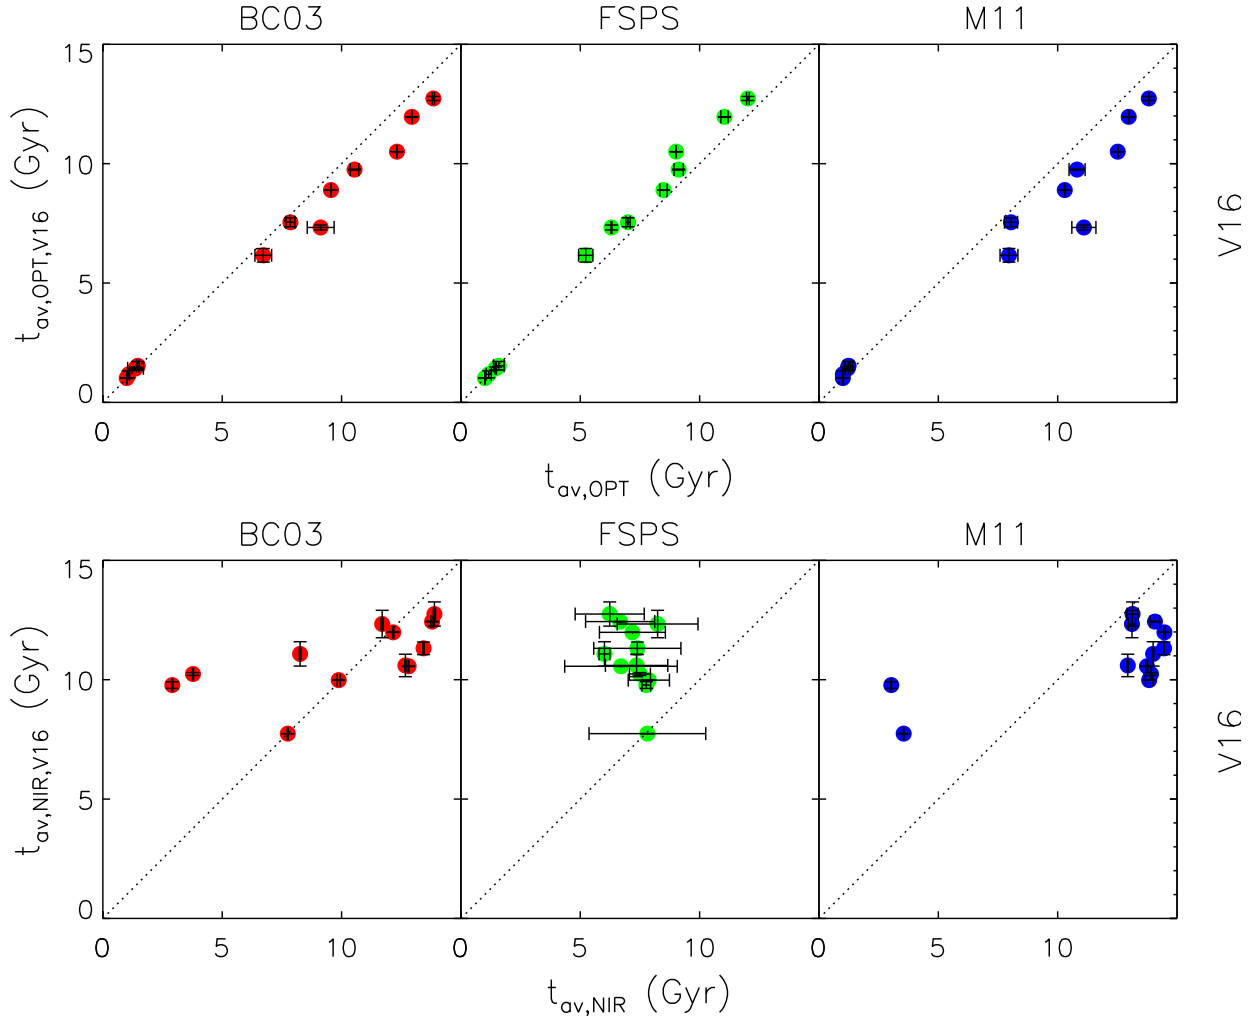 BC03 FSPS M11
15
10
5
0
t_av,OPT,V16 (Gyr)
V16
0 5 10 0 5 10 0 5 10
t_av,OPT (Gyr)
BC03 FSPS M11
15
10
5
0
t_av,NIR,V16 (Gyr)
V16
0 5 10 0 5 10 0 5 10
t_av,NIR (Gyr)